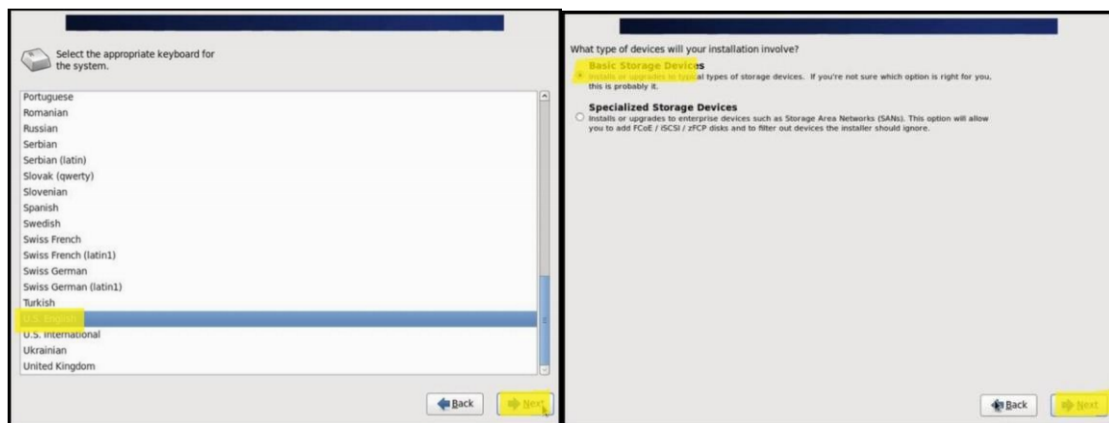 Select the appropriate keyboard for
the system.
Portuguese
Romanian
Russian
Serbian
Serbian (latin)
Slovak (qwerty)
Slovenian
Spanish
Swedish
Swiss French
Swiss French (latin1)
Swiss German
Swiss German (latin1)
Turkish
U.S. English
U.S. International
Ukrainian
United Kingdom
Back
Next
What type of devices will your installation involve?
Basic Storage Devices
Installs or upgrades to typical types of storage devices. If you're not sure which option is right for you,
this is probably it.
Specialized Storage Devices
Installs or upgrades to enterprise devices such as Storage Area Networks (SANs). This option will allow
you to add FCoE / iSCSI / zFCP disks and to filter out devices the installer should ignore.
Back
Next